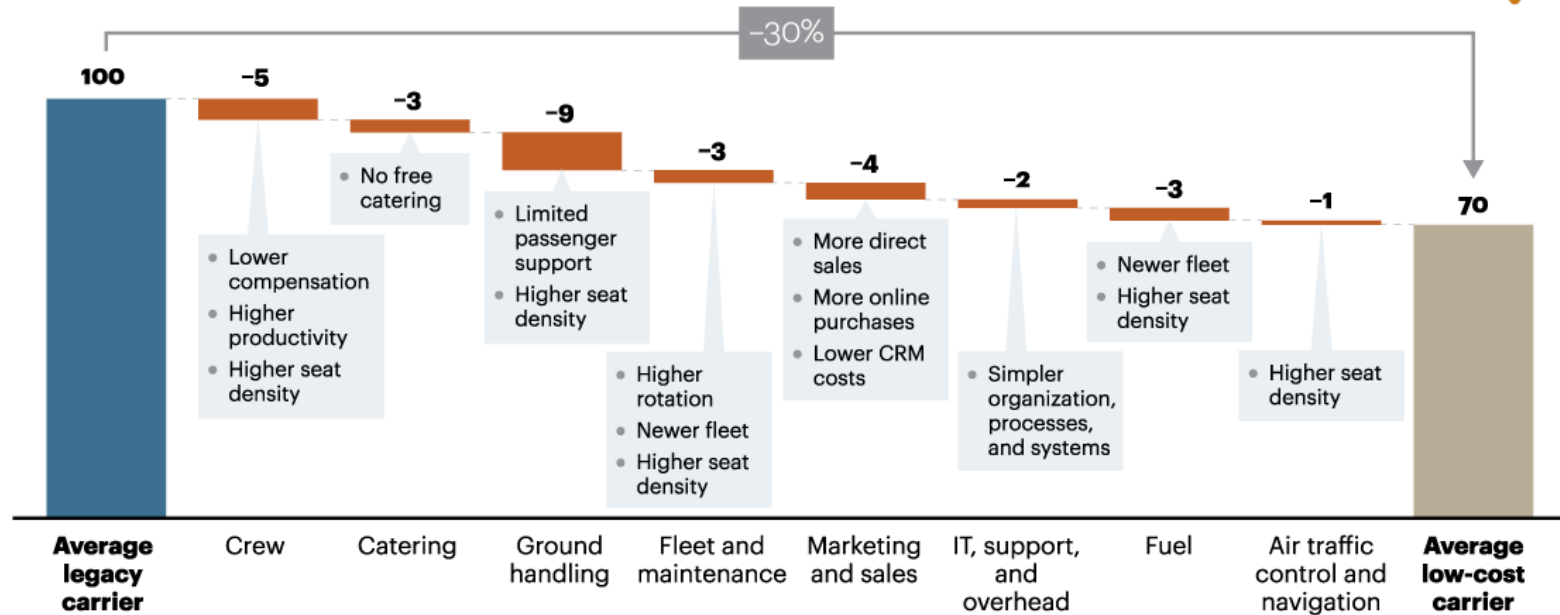 −30%
100
−5
−3
−9
−3
−4
−2
−3
−1
70
• Lower
compensation
• Higher
productivity
• Higher seat
density
• No free
catering
• Limited
passenger
support
• Higher seat
density
• Higher
rotation
• Newer fleet
• Higher seat
density
• More direct
sales
• More online
purchases
• Lower CRM
costs
• Simpler
organization,
processes,
and systems
• Newer fleet
• Higher seat
density
• Higher seat
density
Average
legacy
carrier
Crew
Catering
Ground
handling
Fleet and
maintenance
Marketing
and sales
IT, support,
and
overhead
Fuel
Air traffic
control and
navigation
Average
low-cost
carrier